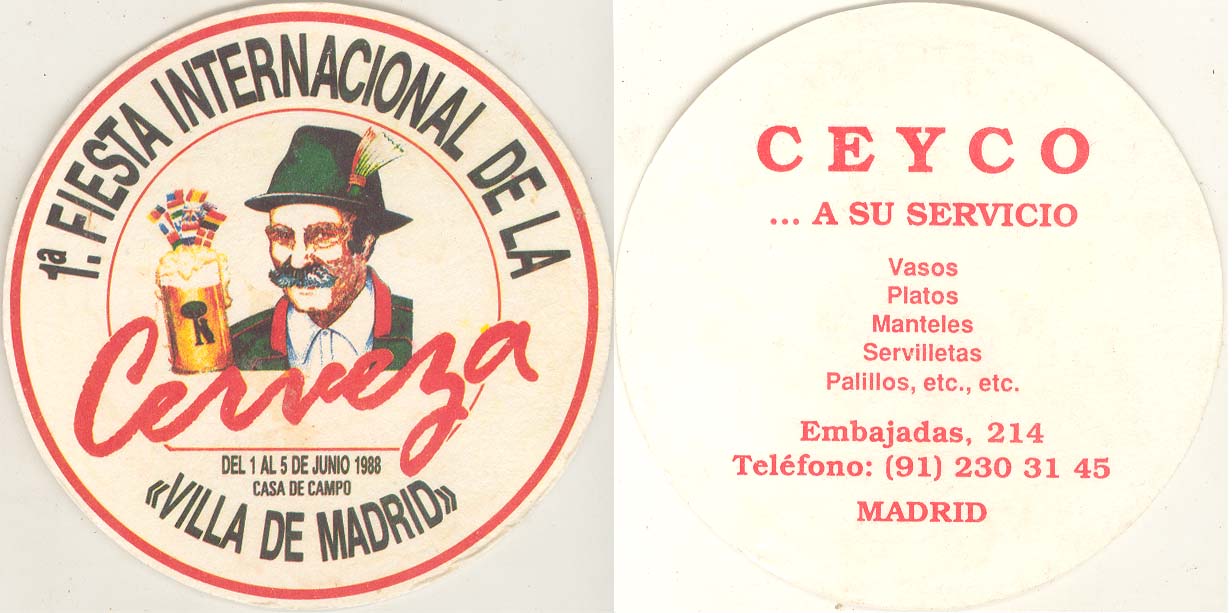 1ª. FIESTA INTERNACIONAL DE LA
Cerveza
DEL 1 AL 5 DE JUNIO 1988
CASA DE CAMPO
«VILLA DE MADRID»
CEYCO
... A SU SERVICIO
Vasos
Platos
Manteles
Servilletas
Palillos, etc., etc.
Embajadas, 214
Teléfono: (91) 230 31 45
MADRID